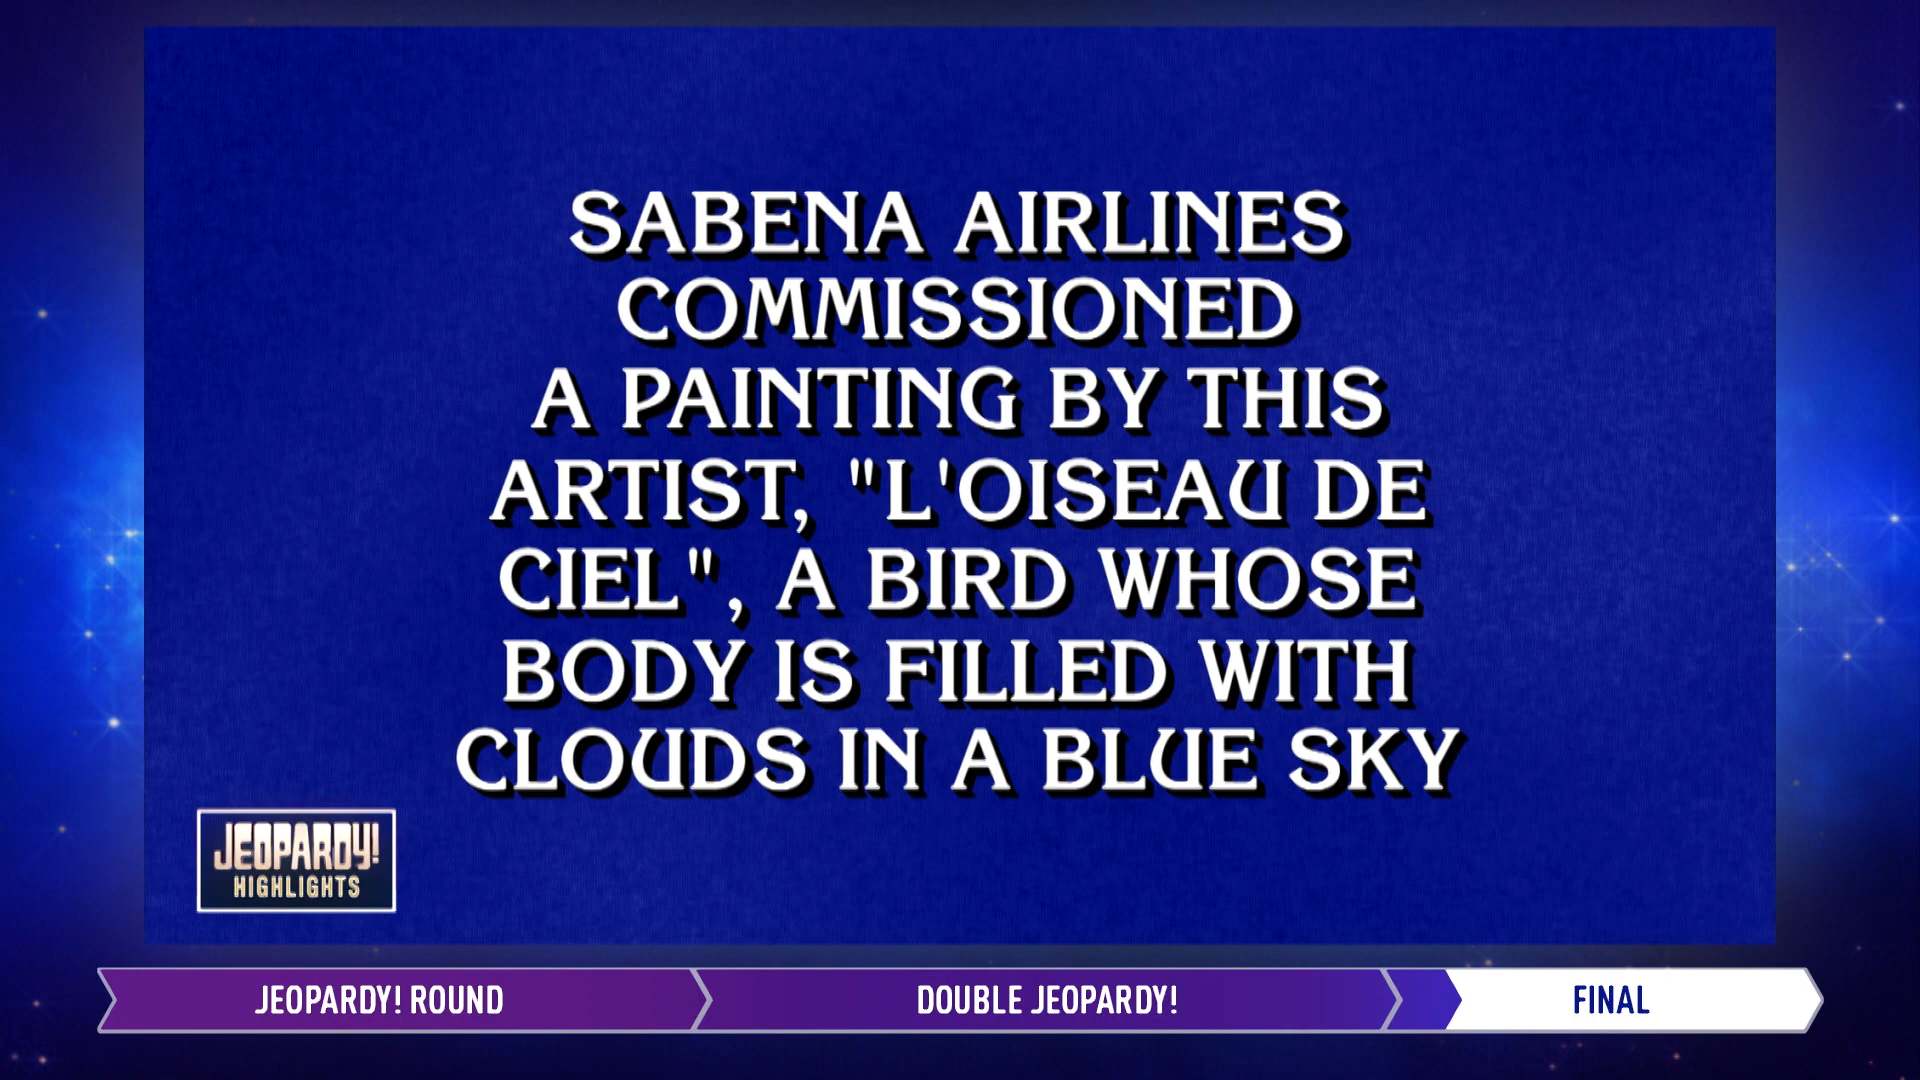 SABENA AIRLINES
COMMISSIONED
A PAINTING BY THIS
ARTIST, "L'OISEAU DE
CIEL", A BIRD WHOSE
BODY IS FILLED WITH
CLOUDS IN A BLUE SKY
JEOPARDY!
HIGHLIGHTS
JEOPARDY! ROUND
DOUBLE JEOPARDY!
FINAL